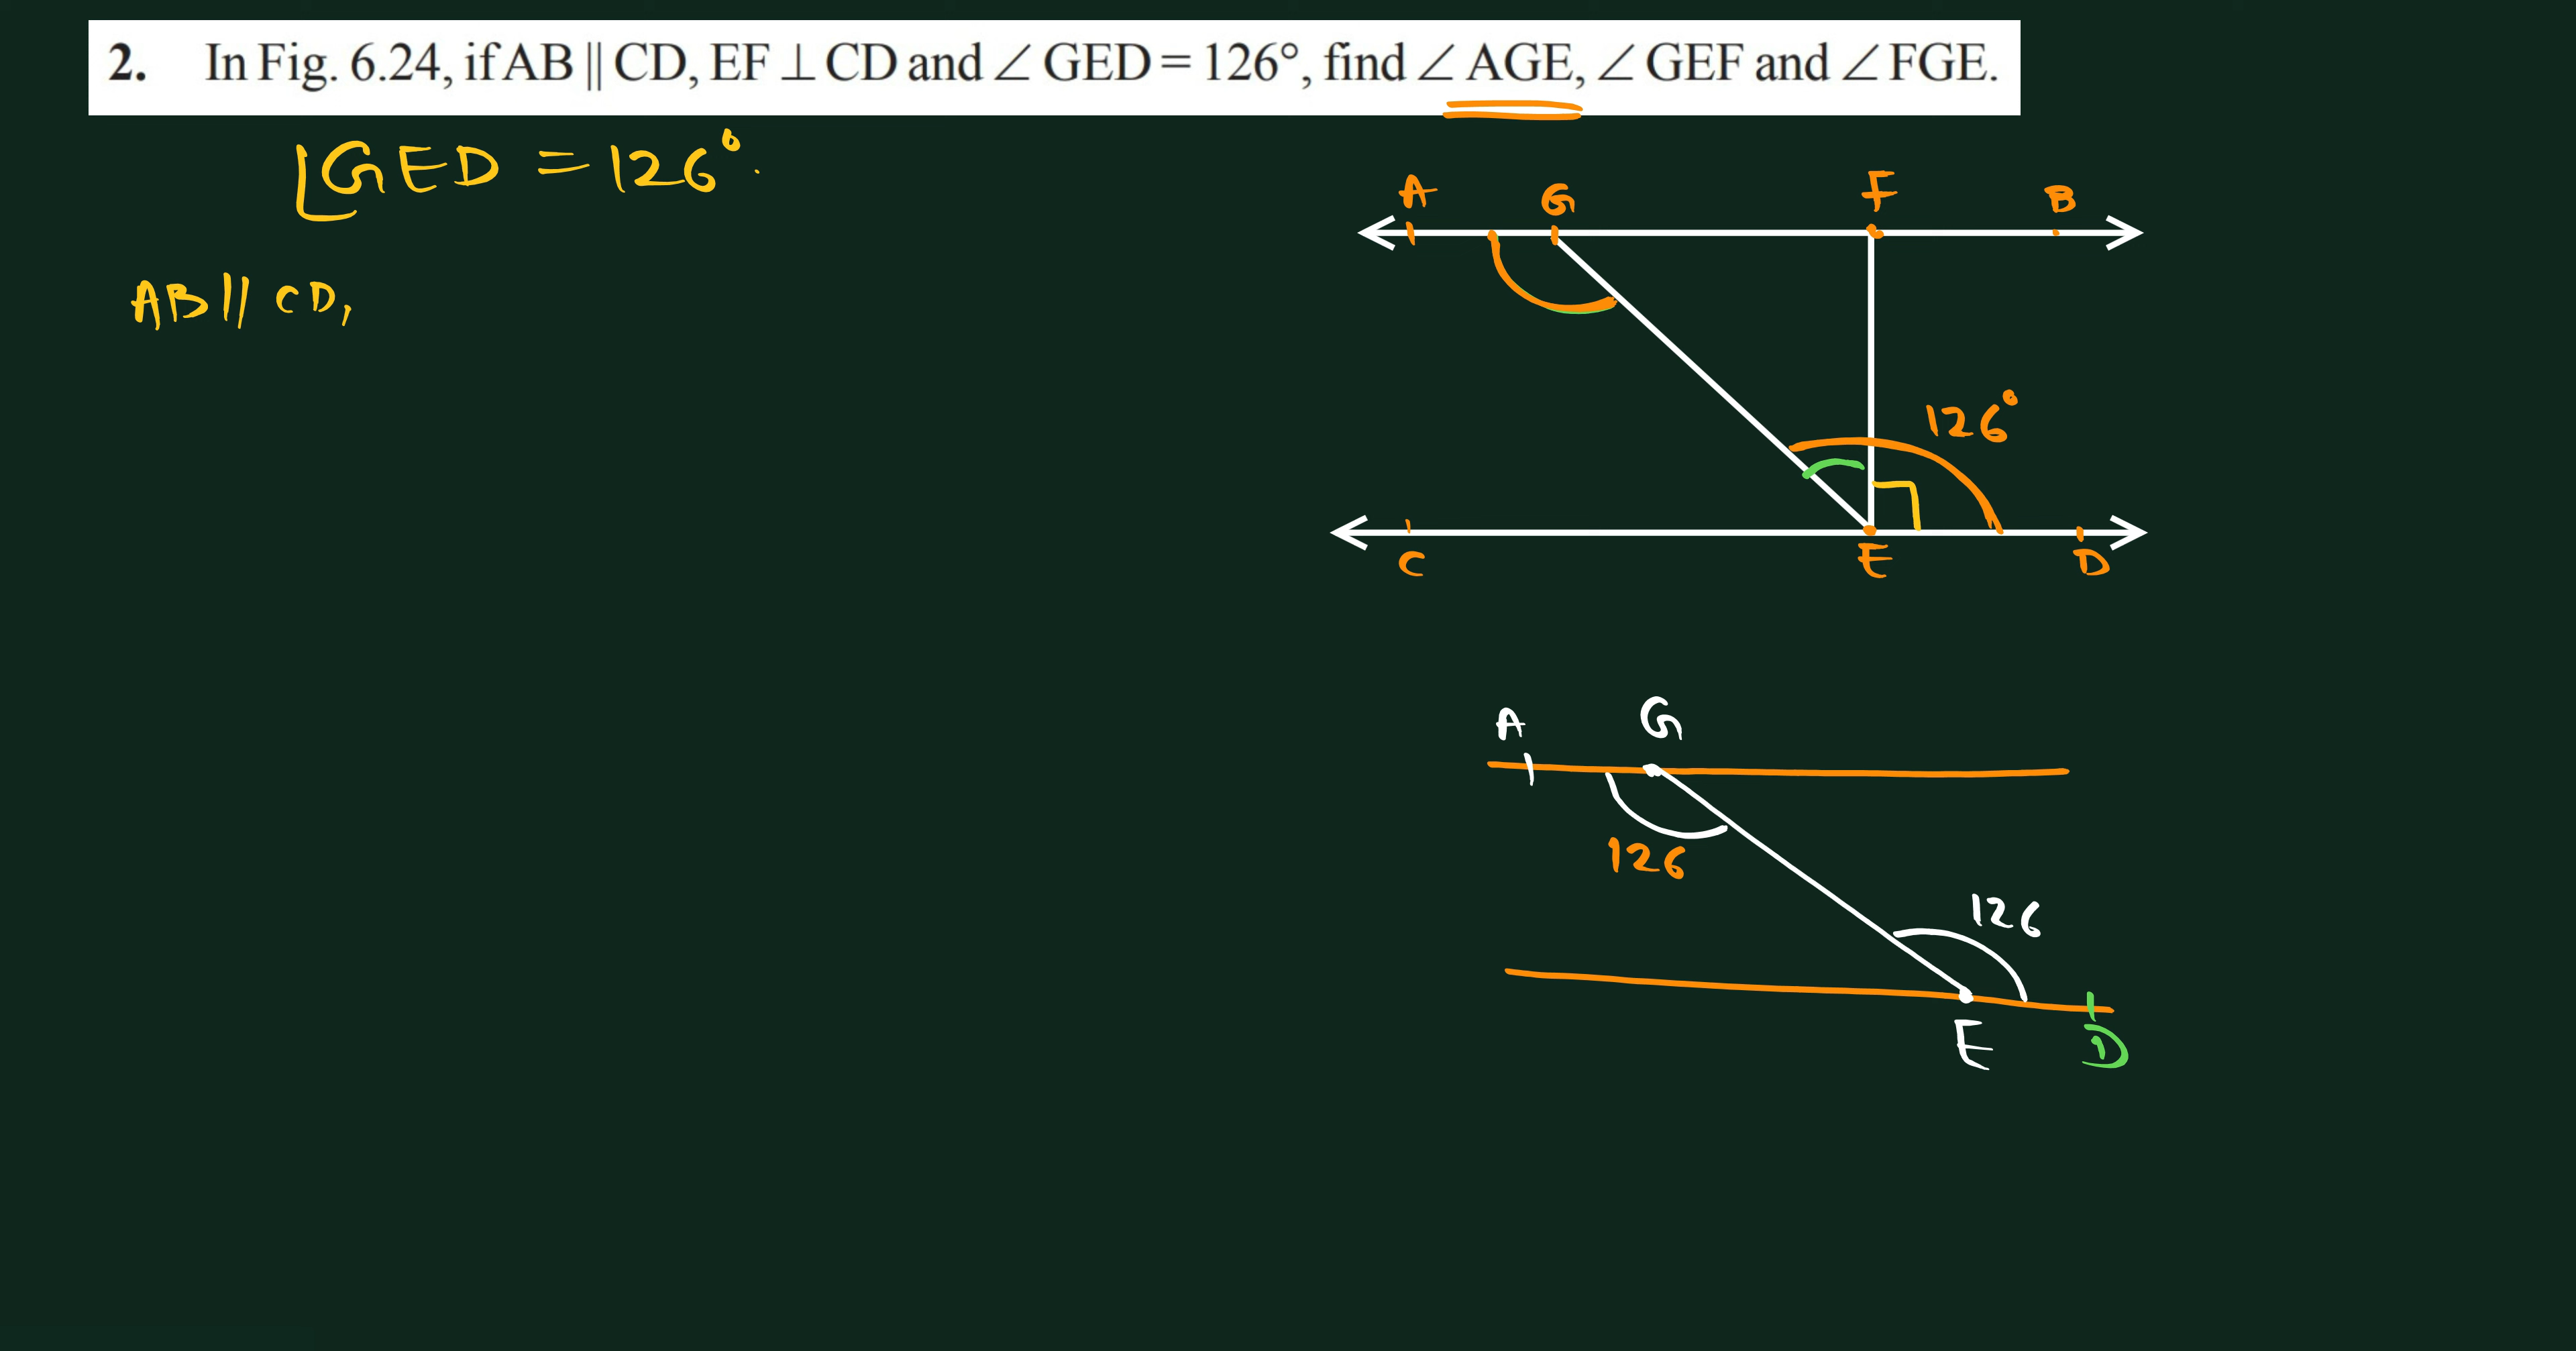 2. In Fig. 6.24, if AB || CD, EF ⊥ CD and ∠ GED = 126°, find ∠ AGE, ∠ GEF and ∠ FGE.
∠GED = 126°.
AB || CD,
A G F B
126°
C E D
A G
126
126
E D